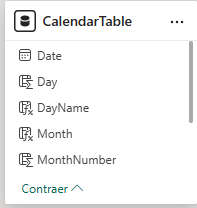 CalendarTable
Date
Day
DayName
Month
MonthNumber
Contraer